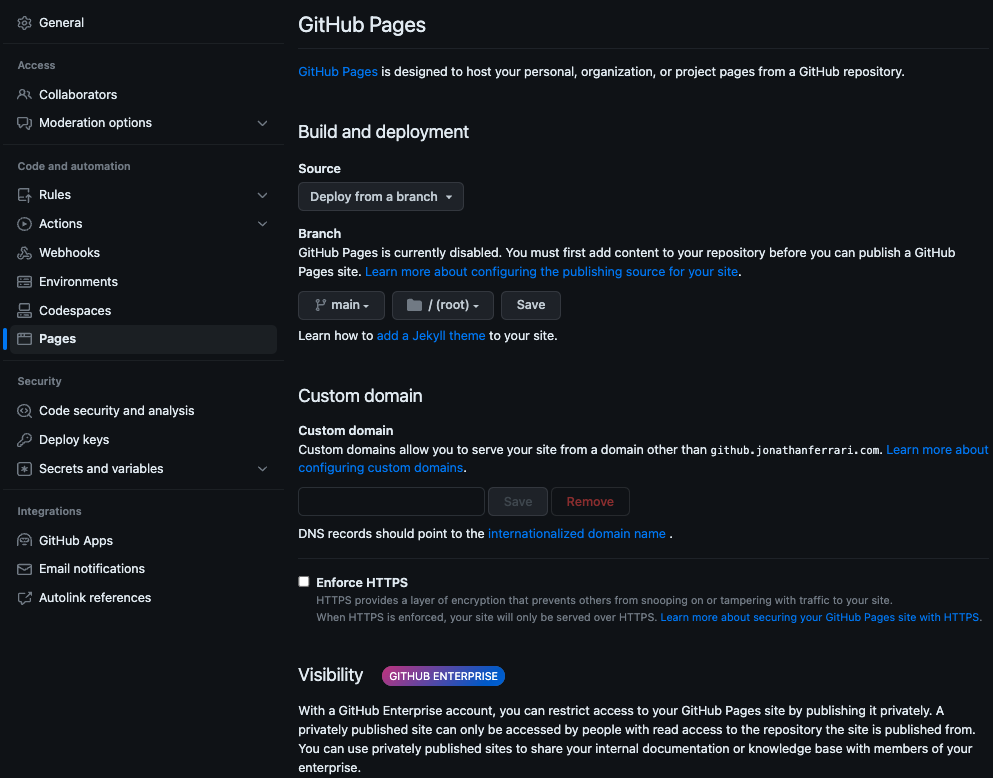 General
Access
Collaborators
Moderation options
Code and automation
Rules
Actions
Webhooks
Environments
Codespaces
Pages
Security
Code security and analysis
Deploy keys
Secrets and variables
Integrations
GitHub Apps
Email notifications
Autolink references
GitHub Pages
GitHub Pages is designed to host your personal, organization, or project pages from a GitHub repository.
Build and deployment
Source
Deploy from a branch
Branch
GitHub Pages is currently disabled. You must first add content to your repository before you can publish a GitHub
Pages site. Learn more about configuring the publishing source for your site.
main / (root) Save
Learn how to add a Jekyll theme to your site.
Custom domain
Custom domain
Custom domains allow you to serve your site from a domain other than github.jonathanferrari.com. Learn more about
configuring custom domains.
Save Remove
DNS records should point to the internationalized domain name .
Enforce HTTPS
HTTPS provides a layer of encryption that prevents others from snooping on or tampering with traffic to your site.
When HTTPS is enforced, your site will only be served over HTTPS. Learn more about securing your GitHub Pages site with HTTPS.
Visibility GITHUB ENTERPRISE
With a GitHub Enterprise account, you can restrict access to your GitHub Pages site by publishing it privately. A
privately published site can only be accessed by people with read access to the repository the site is published from.
You can use privately published sites to share your internal documentation or knowledge base with members of your
enterprise.